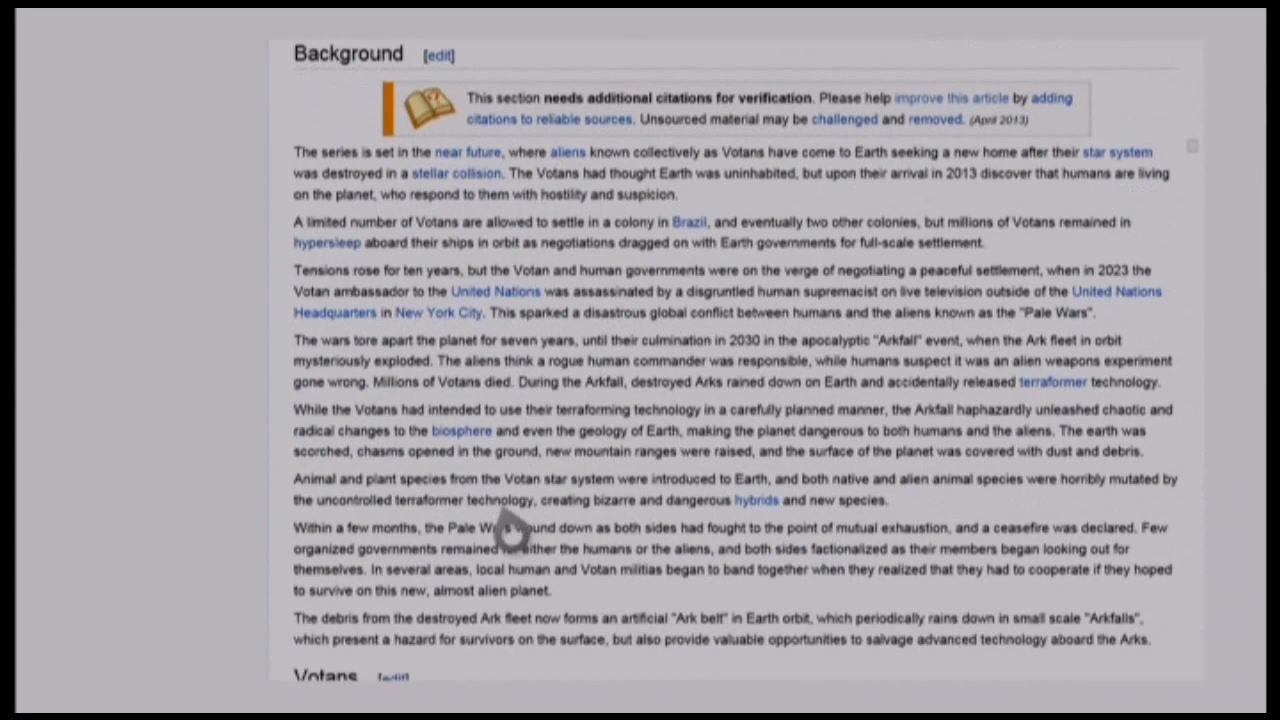 Background [edit]
This section needs additional citations for verification. Please help improve this article by adding
citations to reliable sources. Unsourced material may be challenged and removed. (April 2013)
The series is set in the near future, where aliens known collectively as Votans have come to Earth seeking a new home after their star system
was destroyed in a stellar collision. The Votans had thought Earth was uninhabited, but upon their arrival in 2013 discover that humans are living
on the planet, who respond to them with hostility and suspicion.
A limited number of Votans are allowed to settle in a colony in Brazil, and eventually two other colonies, but millions of Votans remained in
hypersleep aboard their ships in orbit as negotiations dragged on with Earth governments for full-scale settlement.
Tensions rose for ten years, but the Votan and human governments were on the verge of negotiating a peaceful settlement, when in 2023 the
Votan ambassador to the United Nations was assassinated by a disgruntled human supremacist on live television outside of the United Nations
Headquarters in New York City. This sparked a disastrous global conflict between humans and the aliens known as the "Pale Wars".
The wars tore apart the planet for seven years, until their culmination in 2030 in the apocalyptic "Arkfall" event, when the Ark fleet in orbit
mysteriously exploded. The aliens think a rogue human commander was responsible, while humans suspect it was an alien weapons experiment
gone wrong. Millions of Votans died. During the Arkfall, destroyed Arks rained down on Earth and accidentally released terraformer technology.
While the Votans had intended to use their terraforming technology in a carefully planned manner, the Arkfall haphazardly unleashed chaotic and
radical changes to the biosphere and even the geology of Earth, making the planet dangerous to both humans and the aliens. The earth was
scorched, chasms opened in the ground, new mountain ranges were raised, and the surface of the planet was covered with dust and debris.
Animal and plant species from the Votan star system were introduced to Earth, and both native and alien animal species were horribly mutated by
the uncontrolled terraformer technology, creating bizarre and dangerous hybrids and new species.
Within a few months, the Pale down as both sides had fought to the point of mutual exhaustion, and a ceasefire was declared. Few
organized governments remained the humans or the aliens, and both sides factionalized as their members began looking out for
themselves. In several areas, local human and Votan militias began to band together when they realized that they had to cooperate if they hoped
to survive on this new, almost alien planet.
The debris from the destroyed Ark fleet now forms an artificial "Ark belt" in Earth orbit, which periodically rains down in small scale "Arkfalls",
which present a hazard for survivors on the surface, but also provide valuable opportunities to salvage advanced technology aboard the Arks.
Votans [edit]